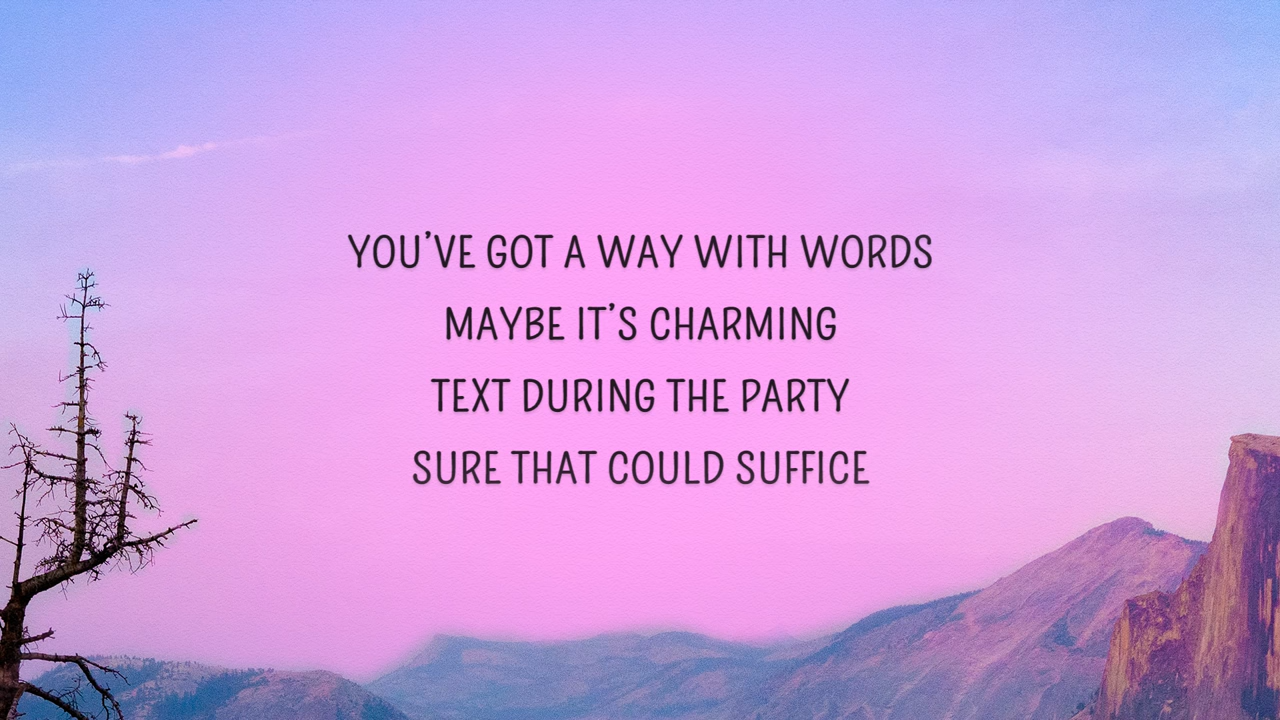 YOU'VE GOT A WAY WITH WORDS
MAYBE IT'S CHARMING
TEXT DURING THE PARTY
SURE THAT COULD SUFFICE